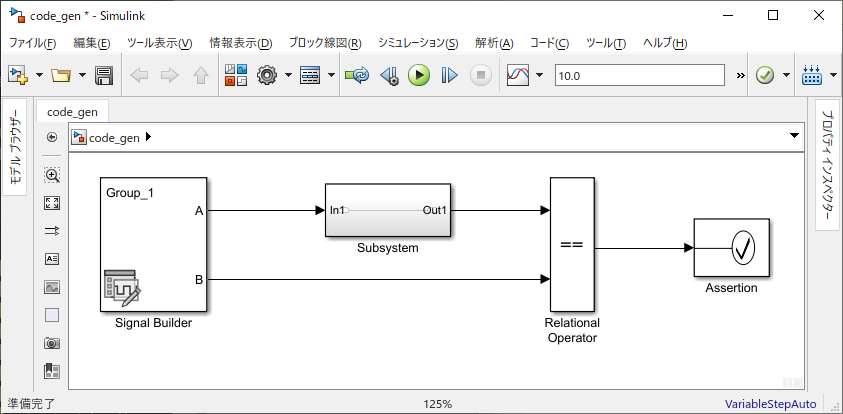 code_gen * - Simulink
ファイル(F) 編集(E) ツール表示(V) 情報表示(D) ブロック線図(R) シミュレーション(S) 解析(A) コード(C) ツール(T) ヘルプ(H)
10.0
»
モデル ブラウザー
code_gen
プロパティ インスペクター
code_gen
Group_1
A
B
Signal Builder
In1
Out1
Subsystem
==
Relational
Operator
Assertion
準備完了
125%
VariableStepAuto